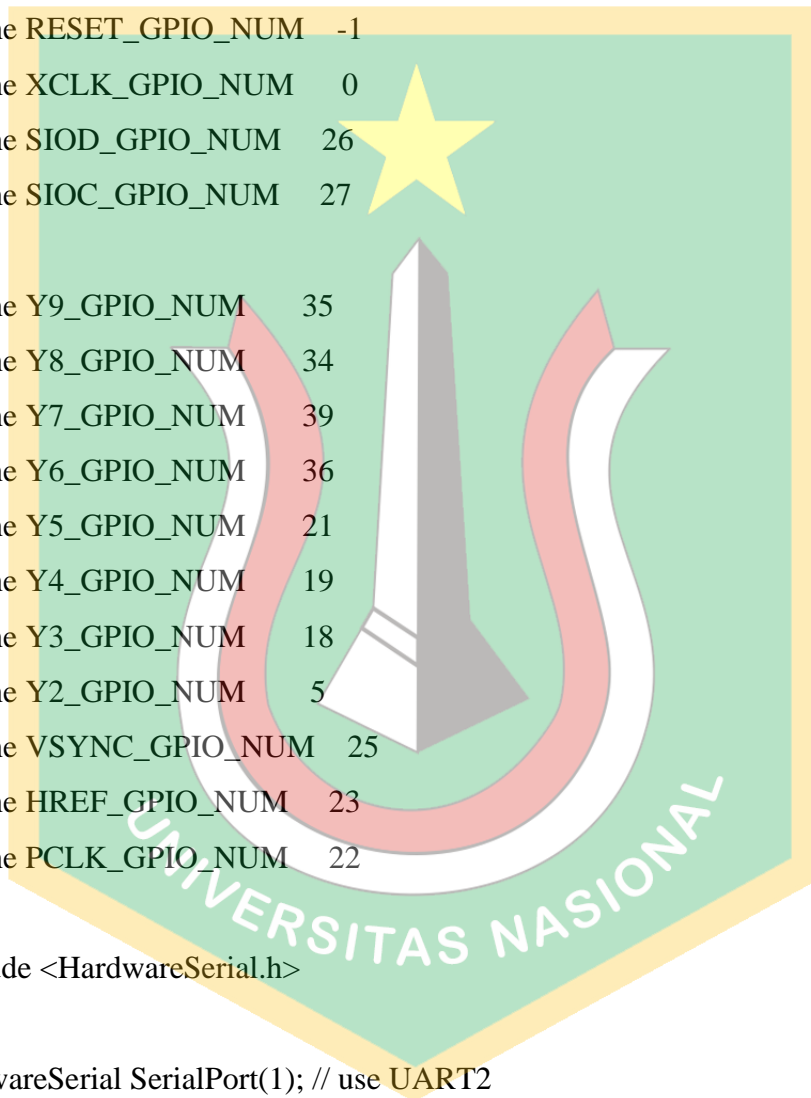 ne RESET_GPIO_NUM -1
ne XCLK_GPIO_NUM 0
ne SIOD_GPIO_NUM 26
ne SIOC_GPIO_NUM 27
ne Y9_GPIO_NUM 35
ne Y8_GPIO_NUM 34
ne Y7_GPIO_NUM 39
ne Y6_GPIO_NUM 36
ne Y5_GPIO_NUM 21
ne Y4_GPIO_NUM 19
ne Y3_GPIO_NUM 18
ne Y2_GPIO_NUM 5
ne VSYNC_GPIO_NUM 25
ne HREF_GPIO_NUM 23
ne PCLK_GPIO_NUM 22
UNIVERSITAS NASIONAL
ude <HardwareSerial.h>
wareSerial SerialPort(1); // use UART2